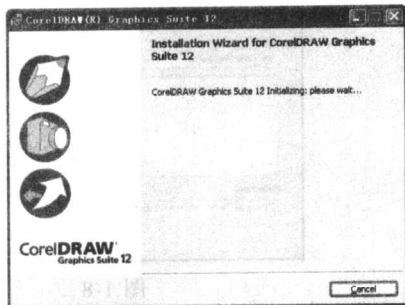 CorelDRAW(R) Graphics Suite 12
Installation Wizard for CorelDRAW Graphics
Suite 12
CorelDRAW Graphics Suite 12 Initializing: please wait...
CorelDRAW
Graphics Suite 12
Cancel